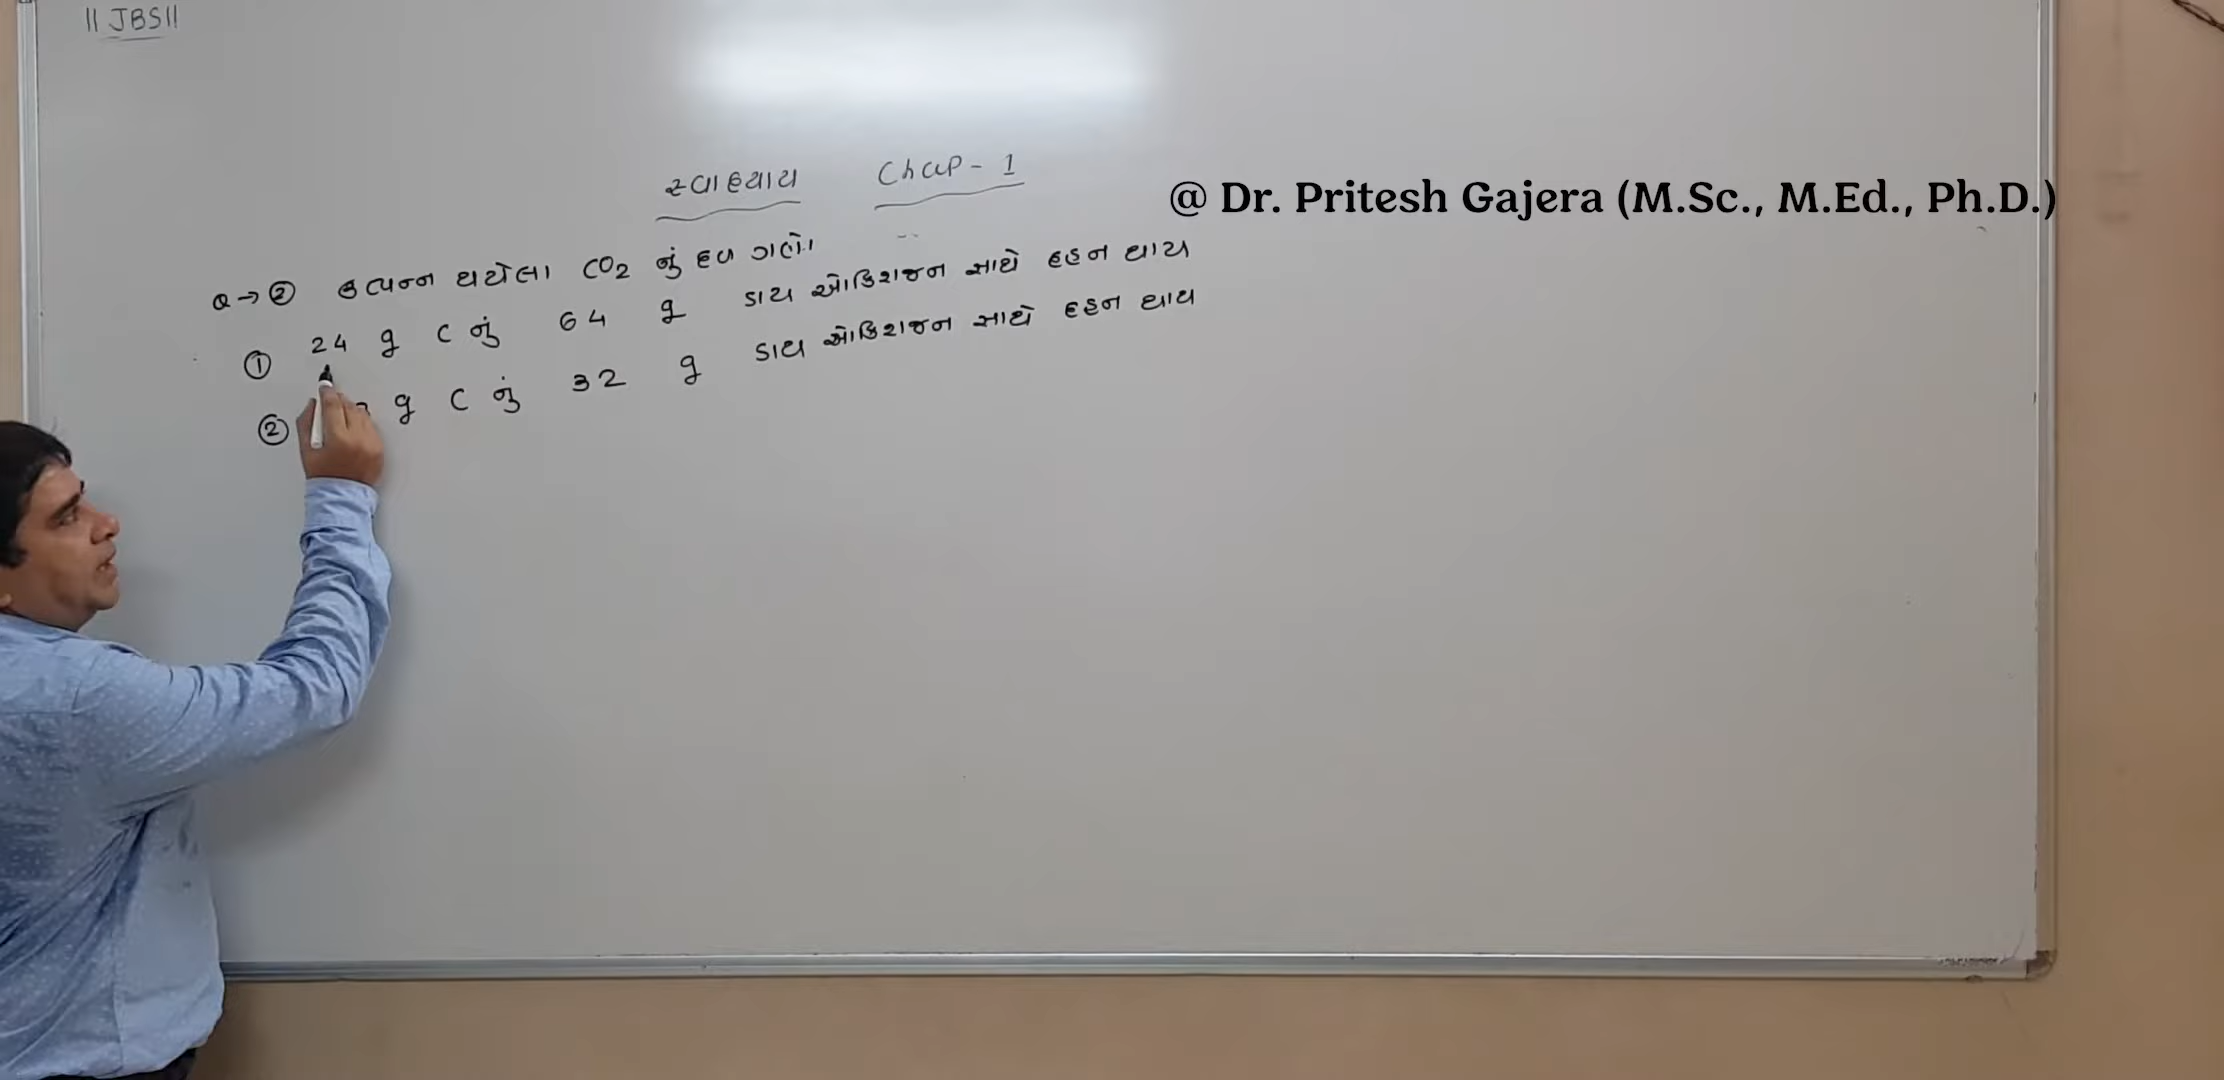 || JBS ||
સ્વાધ્યાય Chap - 1
@ Dr. Pritesh Gajera (M.Sc., M.Ed., Ph.D.)
Q → ② ઉત્પન્ન થયેલા CO2 નું દળ ગણો.
① 24 g C નું 64 g ડાય ઓક્સિજન સાથે દહન થાય
② g C નું 32 g ડાય ઓક્સિજન સાથે દહન થાય